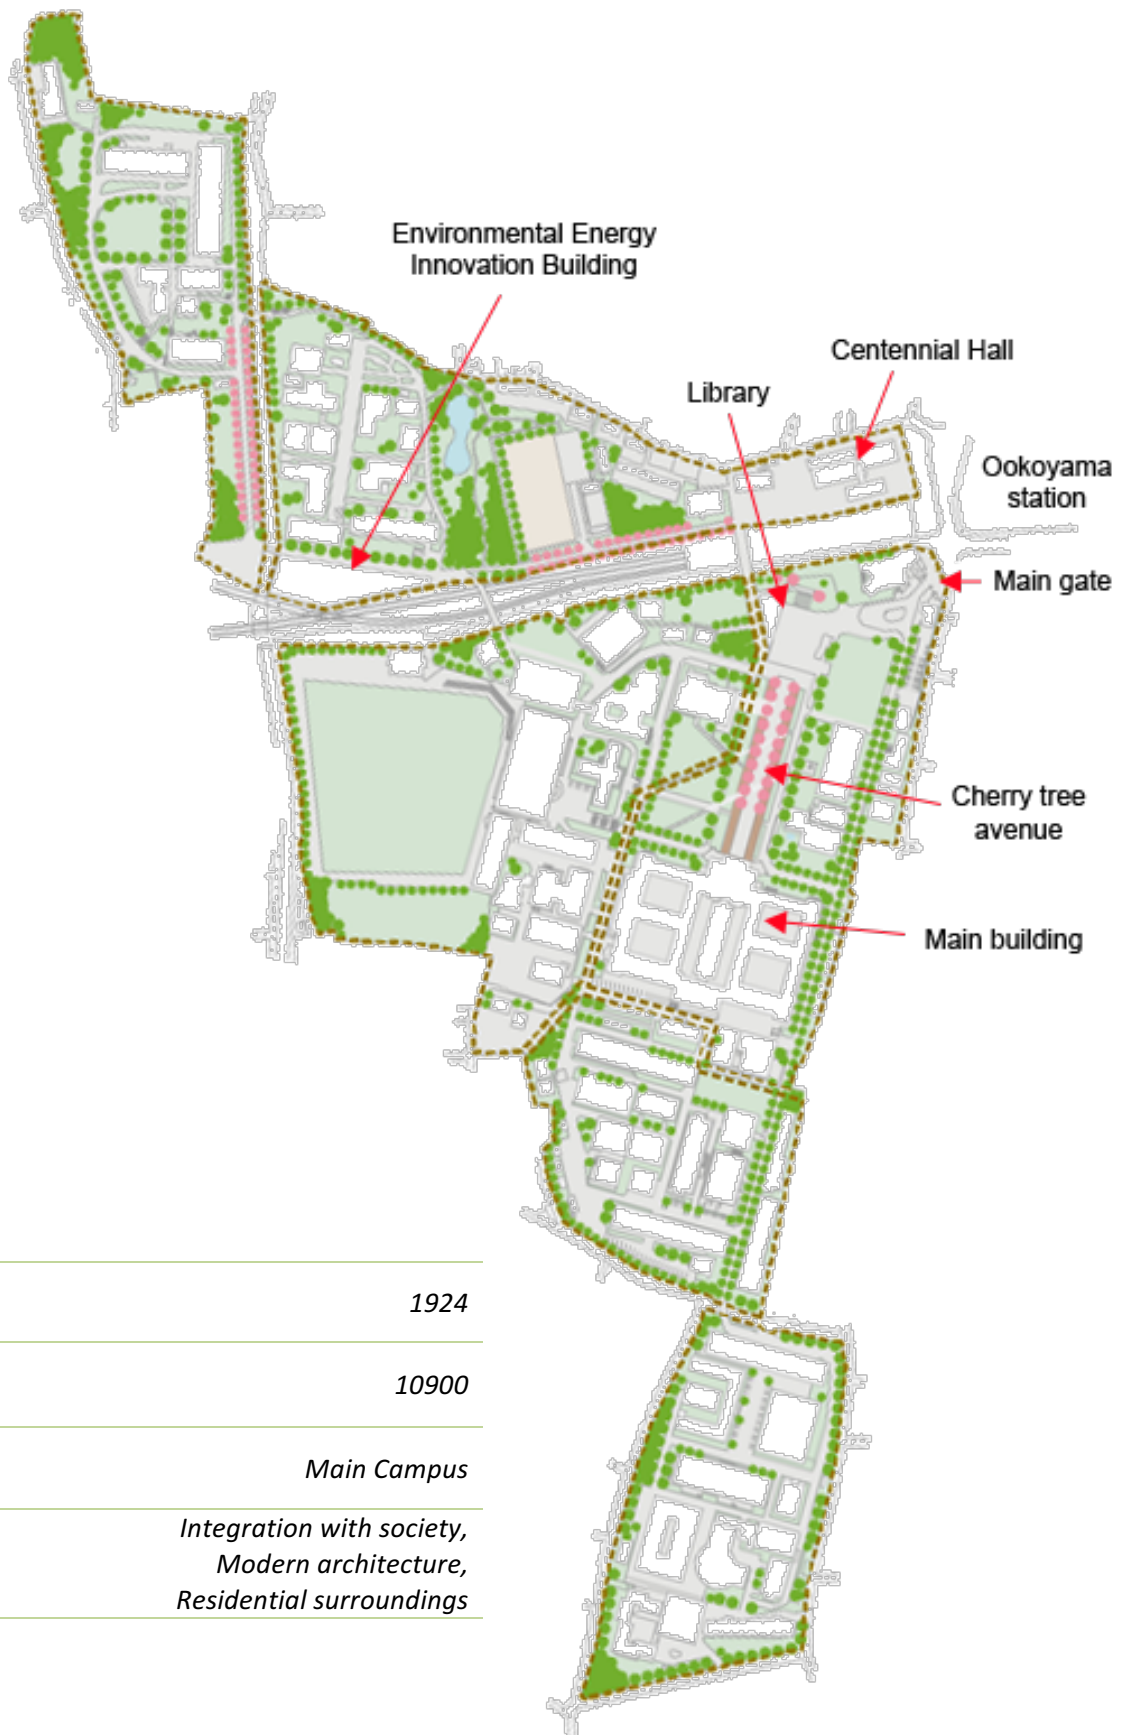 Environmental Energy
Innovation Building
Centennial Hall
Library
Ookoyama
station
Main gate
Cherry tree
avenue
Main building
1924
10900
Main Campus
Integration with society,
Modern architecture,
Residential surroundings